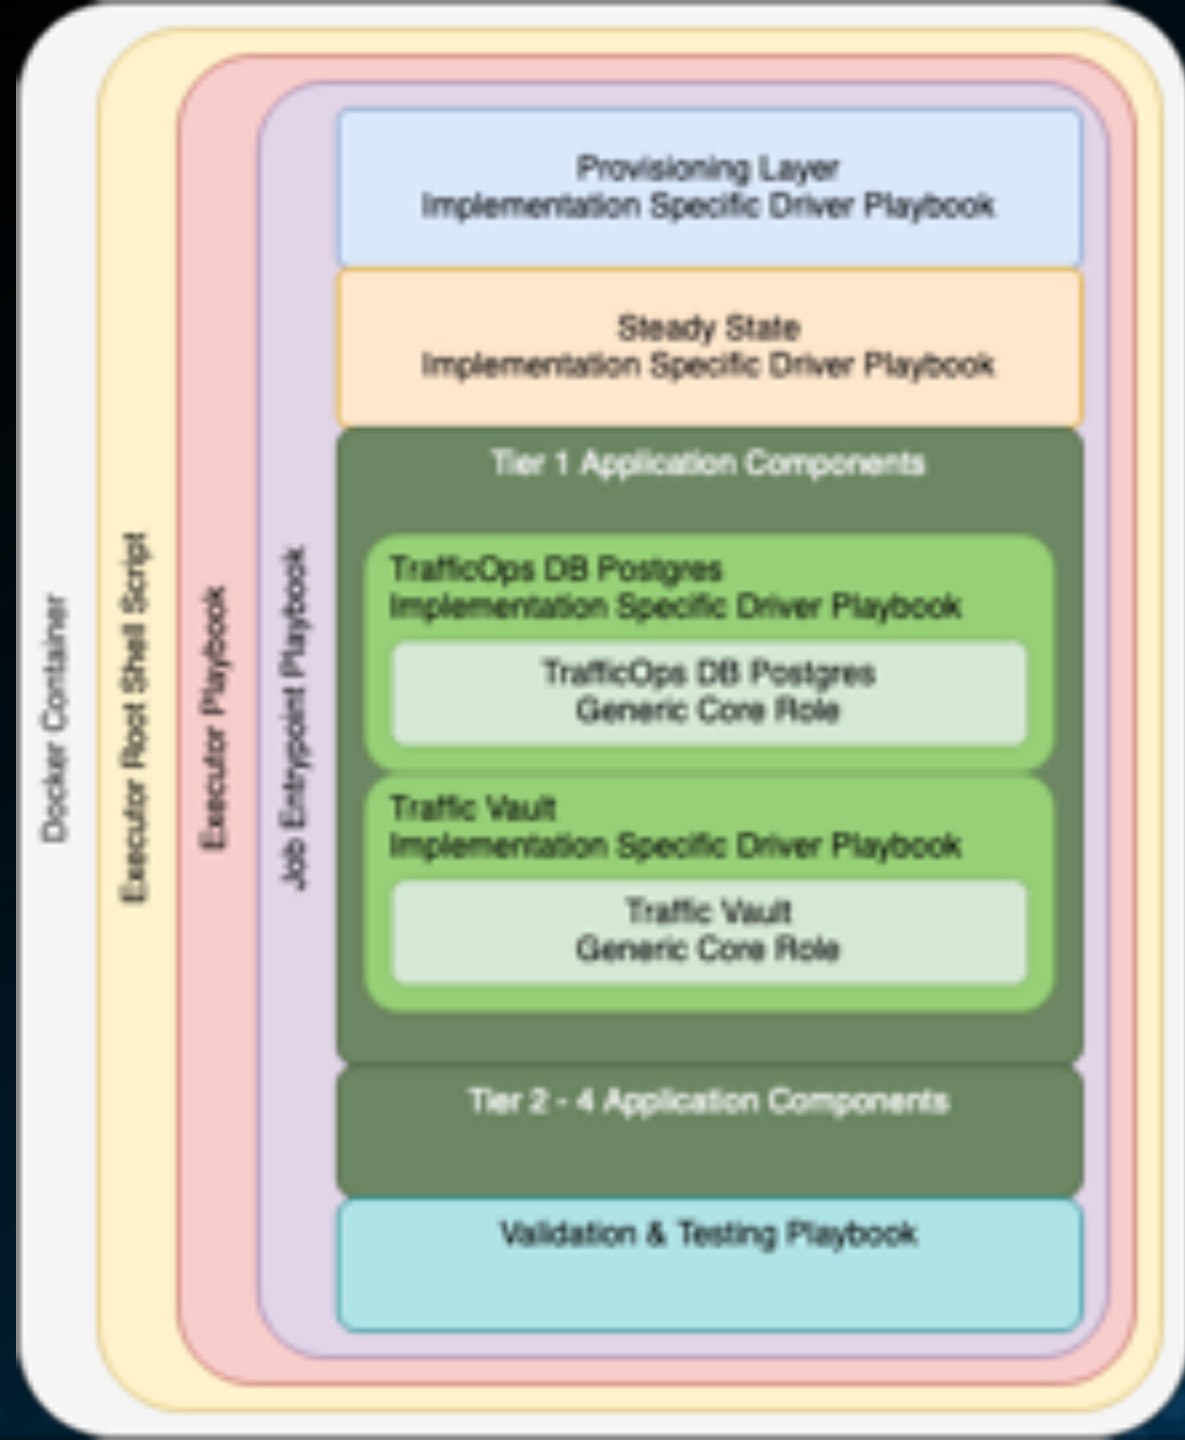 Docker Container
Executor Root Shell Script
Executor Playbook
Job Entrypoint Playbook
Provisioning Layer
Implementation Specific Driver Playbook
Steady State
Implementation Specific Driver Playbook
Tier 1 Application Components
TrafficOps DB Postgres
Implementation Specific Driver Playbook
TrafficOps DB Postgres
Generic Core Role
Traffic Vault
Implementation Specific Driver Playbook
Traffic Vault
Generic Core Role
Tier 2 - 4 Application Components
Validation & Testing Playbook